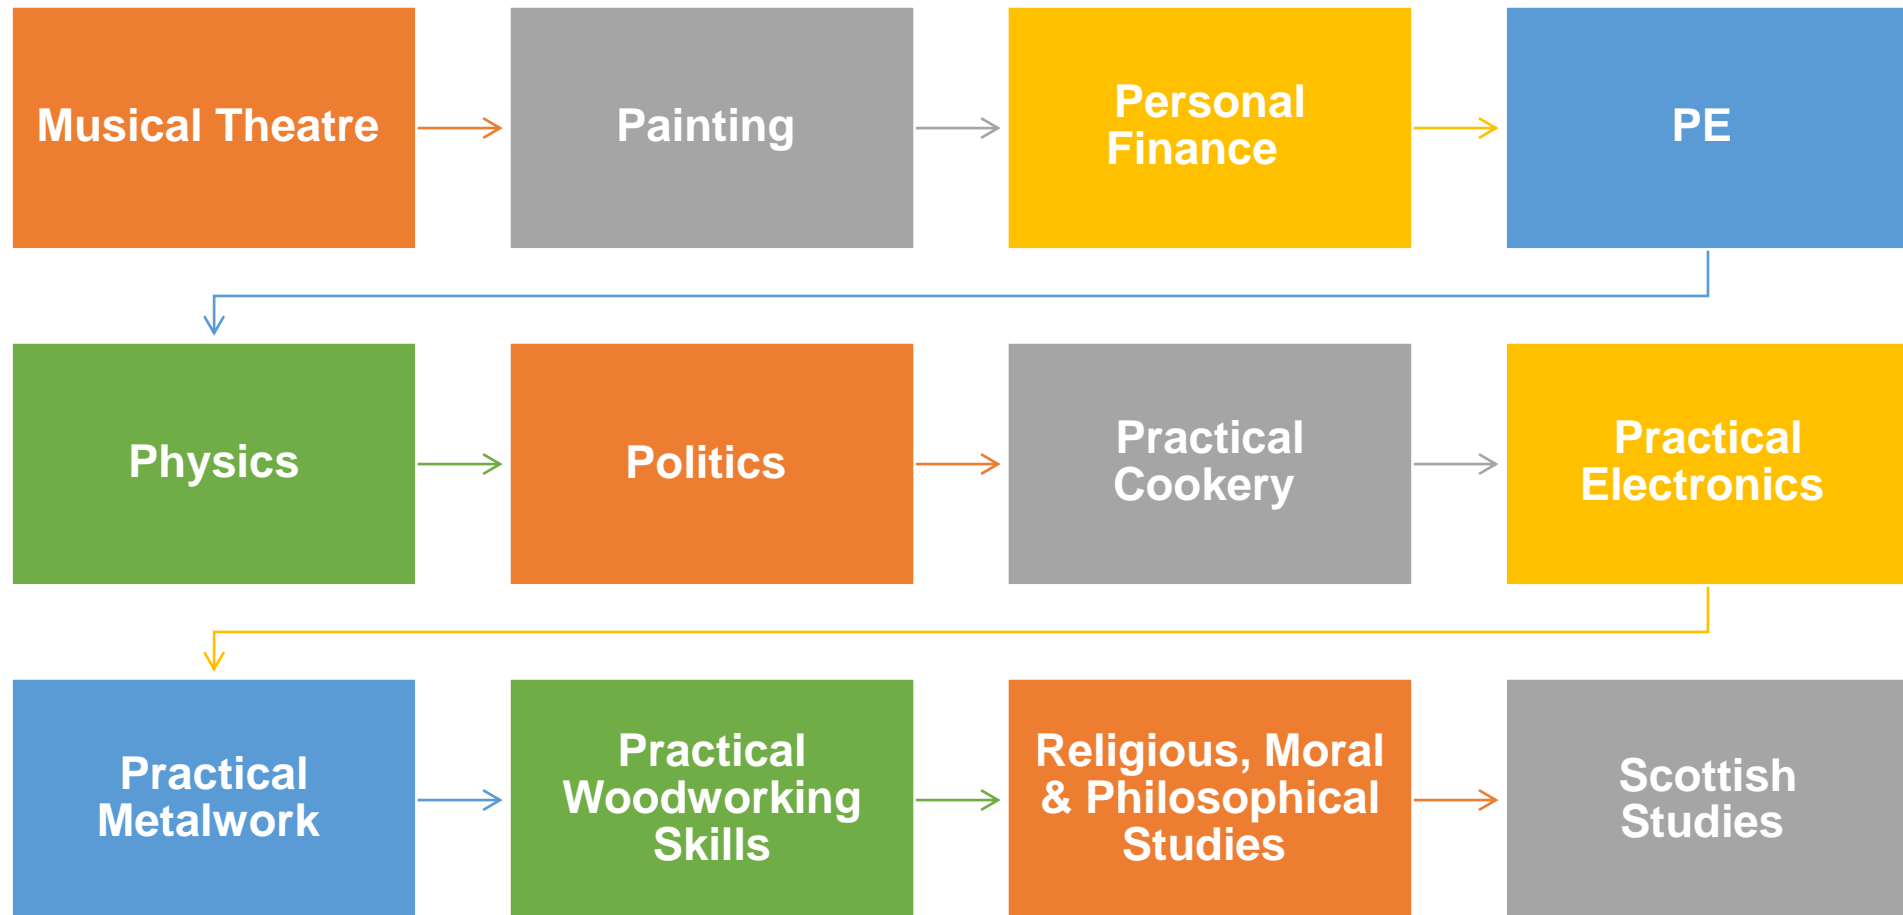 Musical Theatre
Painting
Personal
Finance
PE
Physics
Politics
Practical
Cookery
Practical
Electronics
Practical
Metalwork
Practical
Woodworking
Skills
Religious, Moral
& Philosophical
Studies
Scottish
Studies